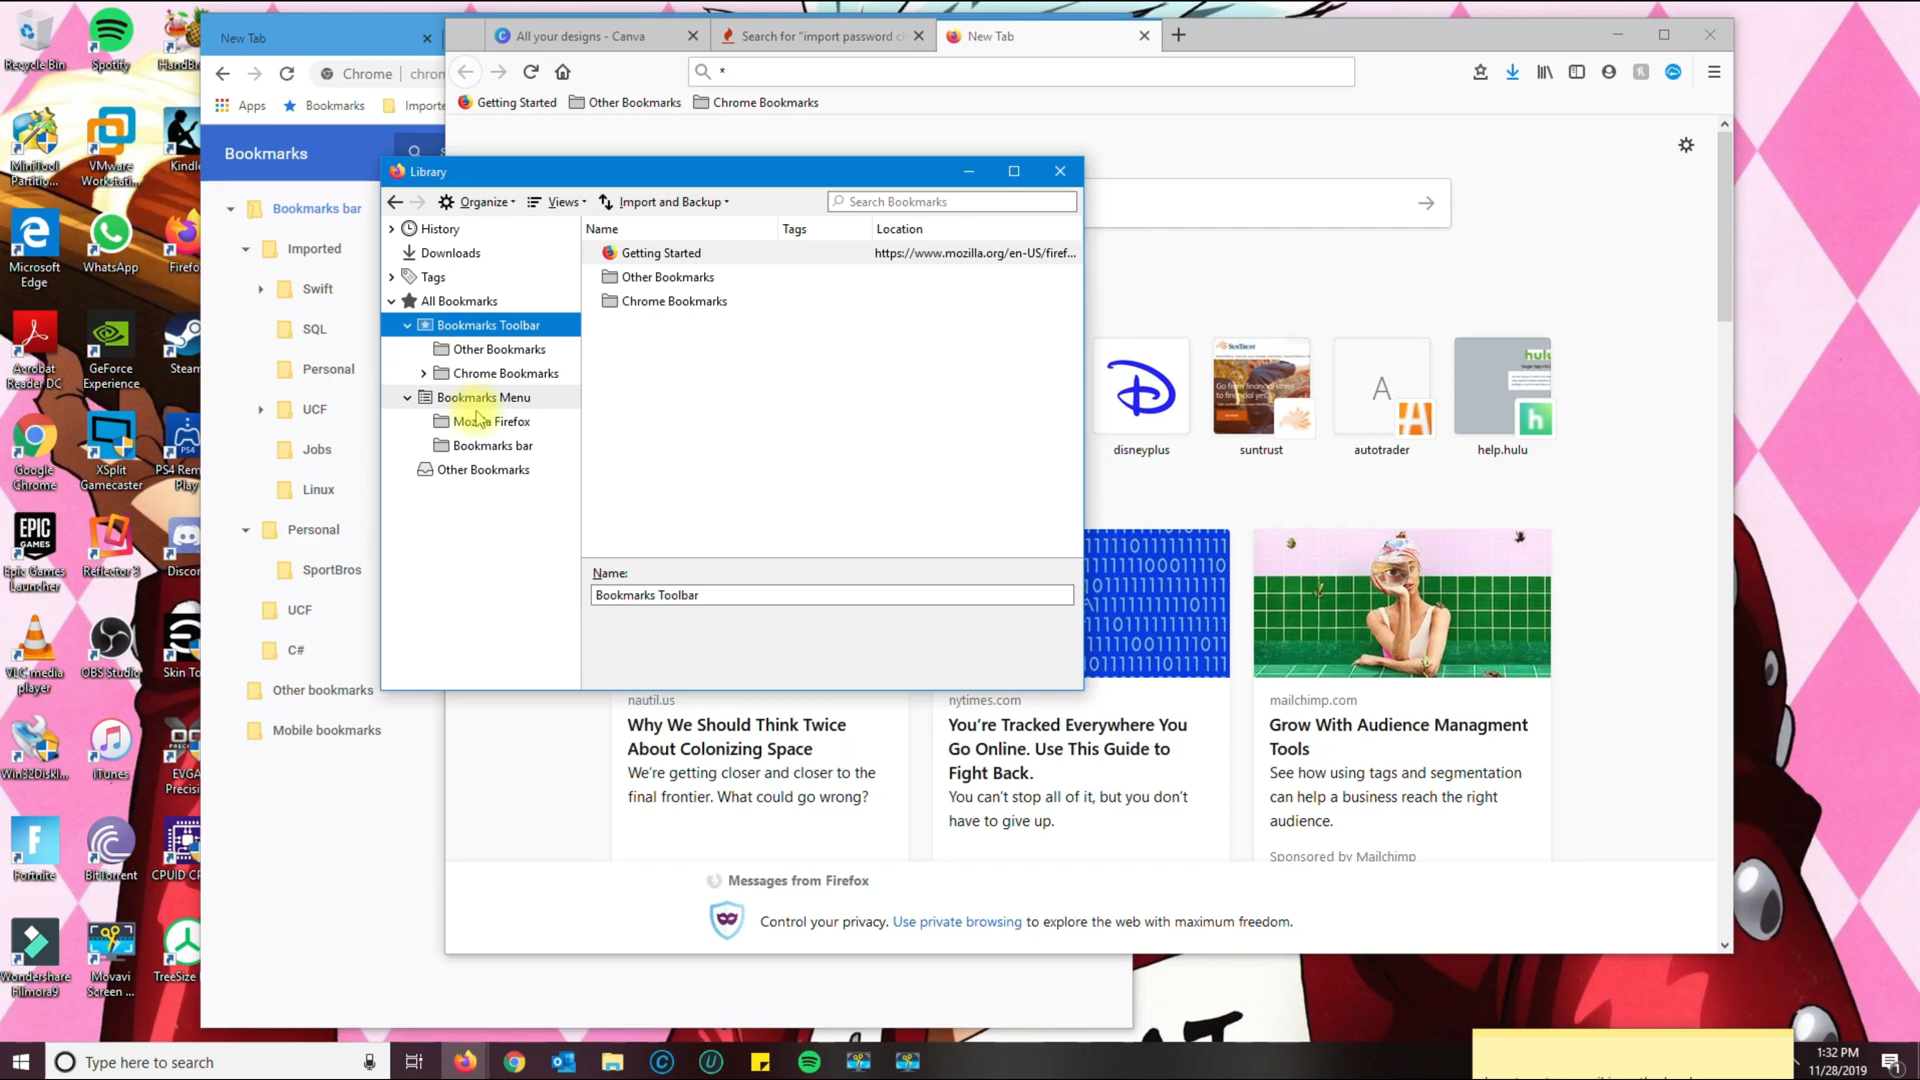 Recycle Bin
Spotify
HandBr...
MiniTool Partitio...
VMware Workstati...
Kindl
Microsoft Edge
WhatsApp
Firefo
Acrobat Reader DC
GeForce Experience
Steam
Google Chrome
XSplit Gamecaster
PS4 Rem Play
EPIC GAMES
Epic Games Launcher
Reflector 3
Discor
VLC media player
OBS Studio
Skin To
Win32DiskI...
iTunes
EVGA Precisi
Fortnite
BitTorrent
CPUID CP
Wondershare Filmora9
Movavi Screen ...
TreeSize
New Tab
Chrome | chrom
Apps
Bookmarks
Importe
Bookmarks
Bookmarks bar
Imported
Swift
SQL
Personal
UCF
Jobs
Linux
Personal
SportBros
UCF
C#
Other bookmarks
Mobile bookmarks
All your designs - Canva
Search for "import password c
New Tab
*
Getting Started
Other Bookmarks
Chrome Bookmarks
Library
Organize
Views
Import and Backup
Search Bookmarks
History
Downloads
Tags
All Bookmarks
Bookmarks Toolbar
Other Bookmarks
Chrome Bookmarks
Bookmarks Menu
Mozilla Firefox
Bookmarks bar
Other Bookmarks
Name Tags Location
Getting Started https://www.mozilla.org/en-US/firef...
Other Bookmarks
Chrome Bookmarks
Name:
Bookmarks Toolbar
disneyplus
SunTrust
suntrust
A
autotrader
hulu
h
help.hulu
nautil.us
Why We Should Think Twice
About Colonizing Space
We're getting closer and closer to the
final frontier. What could go wrong?
nytimes.com
You're Tracked Everywhere You
Go Online. Use This Guide to
Fight Back.
You can't stop all of it, but you don't
have to give up.
mailchimp.com
Grow With Audience Managment
Tools
See how using tags and segmentation
can help a business reach the right
audience.
Sponsored by Mailchimp
Messages from Firefox
Control your privacy. Use private browsing to explore the web with maximum freedom.
Type here to search
1:32 PM
11/28/2019